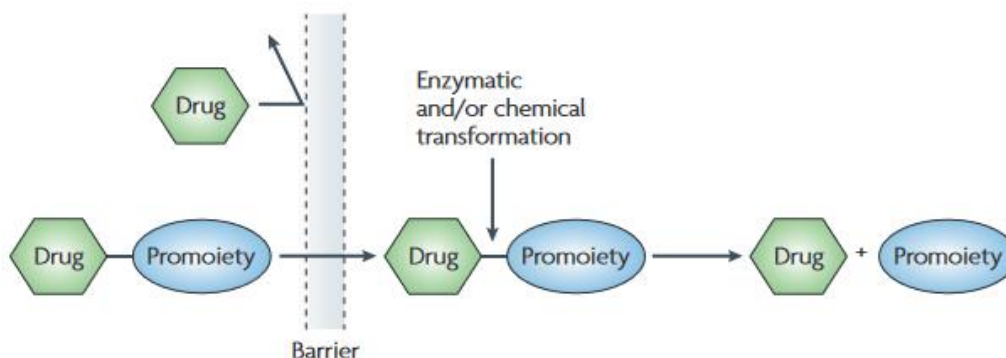 Drug
Enzymatic
and/or chemical
transformation
Drug Promoiety Drug Promoiety Drug + Promoiety
Barrier